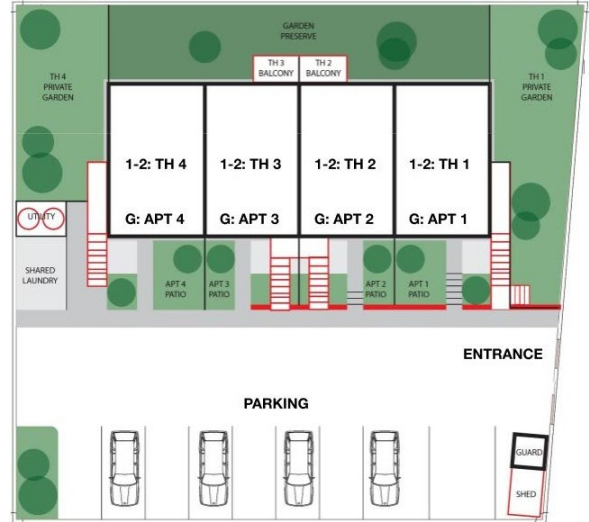 GARDEN
PRESERVE
TH 4
PRIVATE
GARDEN
TH 3
BALCONY
TH 2
BALCONY
TH 1
PRIVATE
GARDEN
1-2: TH 4
1-2: TH 3
1-2: TH 2
1-2: TH 1
G: APT 4
G: APT 3
G: APT 2
G: APT 1
UTILITY
SHARED
LAUNDRY
APT 4
PATIO
APT 3
PATIO
APT 2
PATIO
APT 1
PATIO
ENTRANCE
PARKING
GUARD
SHED